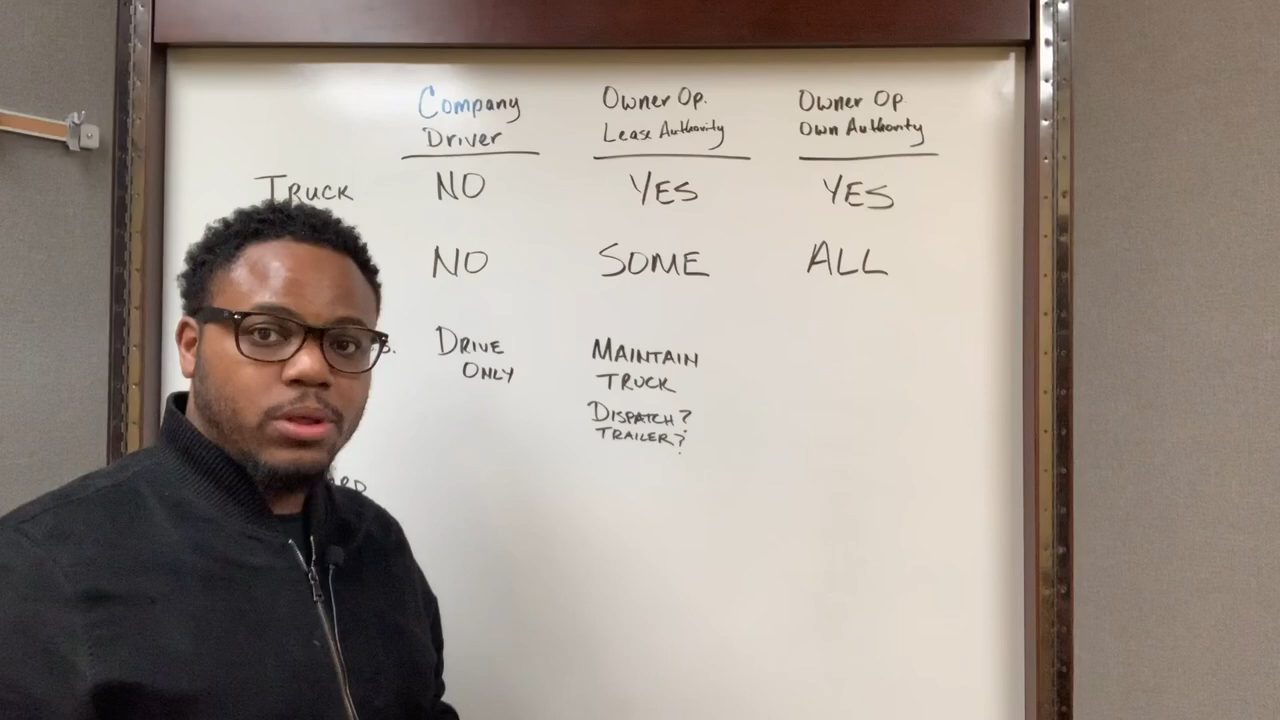 Company
Driver
Owner Op.
Lease Authority
Owner Op
Own Authority
TRUCK
NO
YES
YES
NO
SOME
ALL
DRIVE
ONLY
MAINTAIN
TRUCK
DISPATCH?
TRAILER?